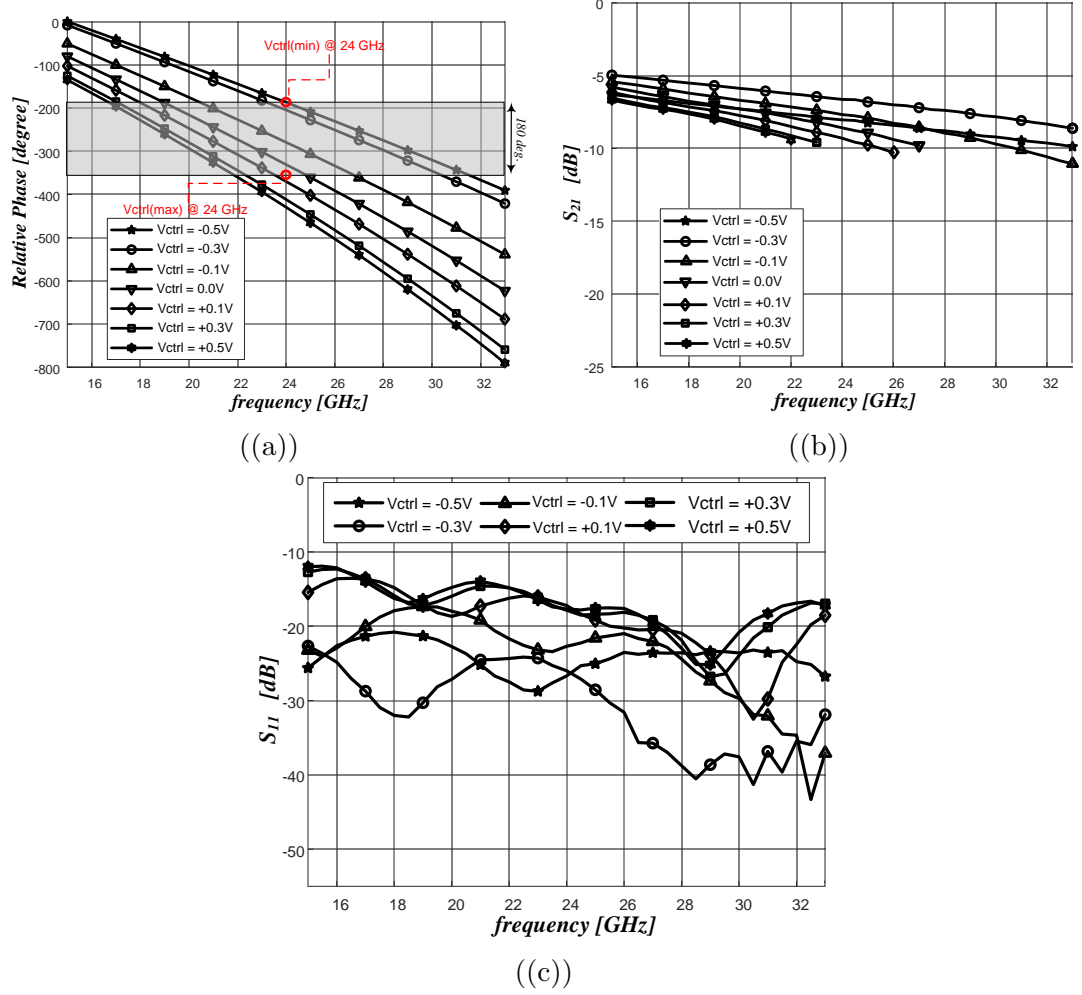 0
-100
-200
-300
-400
-500
-600
-700
-800
16 18 20 22 24 26 28 30 32
Relative Phase [degree]
frequency [GHz]
Vctrl(min) @ 24 GHz
180 deg.
Vctrl(max) @ 24 GHz
Vctrl = -0.5V
Vctrl = -0.3V
Vctrl = -0.1V
Vctrl = 0.0V
Vctrl = +0.1V
Vctrl = +0.3V
Vctrl = +0.5V
((a))
0
-5
-10
-15
-20
-25
16 18 20 22 24 26 28 30 32
S21 [dB]
frequency [GHz]
Vctrl = -0.5V
Vctrl = -0.3V
Vctrl = -0.1V
Vctrl = 0.0V
Vctrl = +0.1V
Vctrl = +0.3V
Vctrl = +0.5V
((b))
0
-10
-20
-30
-40
-50
16 18 20 22 24 26 28 30 32
S11 [dB]
frequency [GHz]
Vctrl = -0.5V Vctrl = -0.1V Vctrl = +0.3V
Vctrl = -0.3V Vctrl = +0.1V Vctrl = +0.5V
((c))